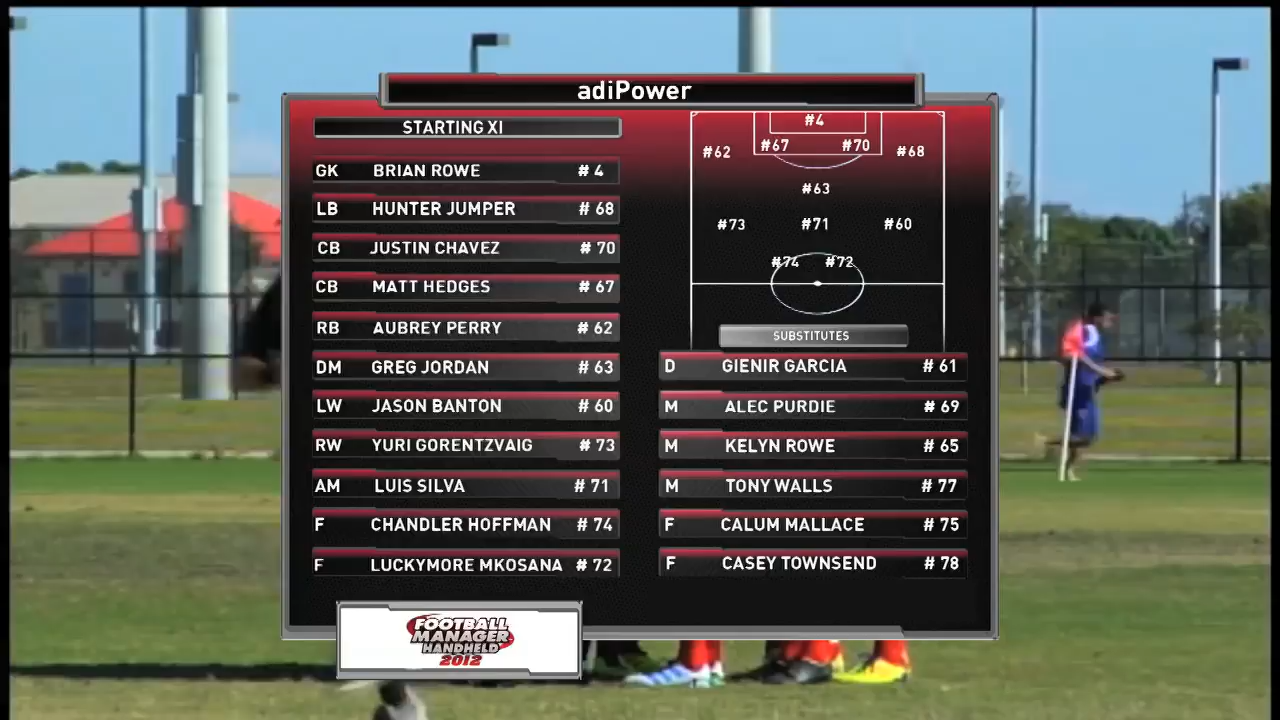 adiPower
STARTING XI
GK BRIAN ROWE # 4
LB HUNTER JUMPER # 68
CB JUSTIN CHAVEZ # 70
CB MATT HEDGES # 67
RB AUBREY PERRY # 62
DM GREG JORDAN # 63
LW JASON BANTON # 60
RW YURI GORENTZVAIG # 73
AM LUIS SILVA # 71
F CHANDLER HOFFMAN # 74
F LUCKYMORE MKOSANA # 72
#4
#62 #67 #70 #68
#63
#73 #71 #60
#74 #72
SUBSTITUTES
D GIENIR GARCIA # 61
M ALEC PURDIE # 69
M KELYN ROWE # 65
M TONY WALLS # 77
F CALUM MALLACE # 75
F CASEY TOWNSEND # 78
FOOTBALL
MANAGER
HANDHELD
2012